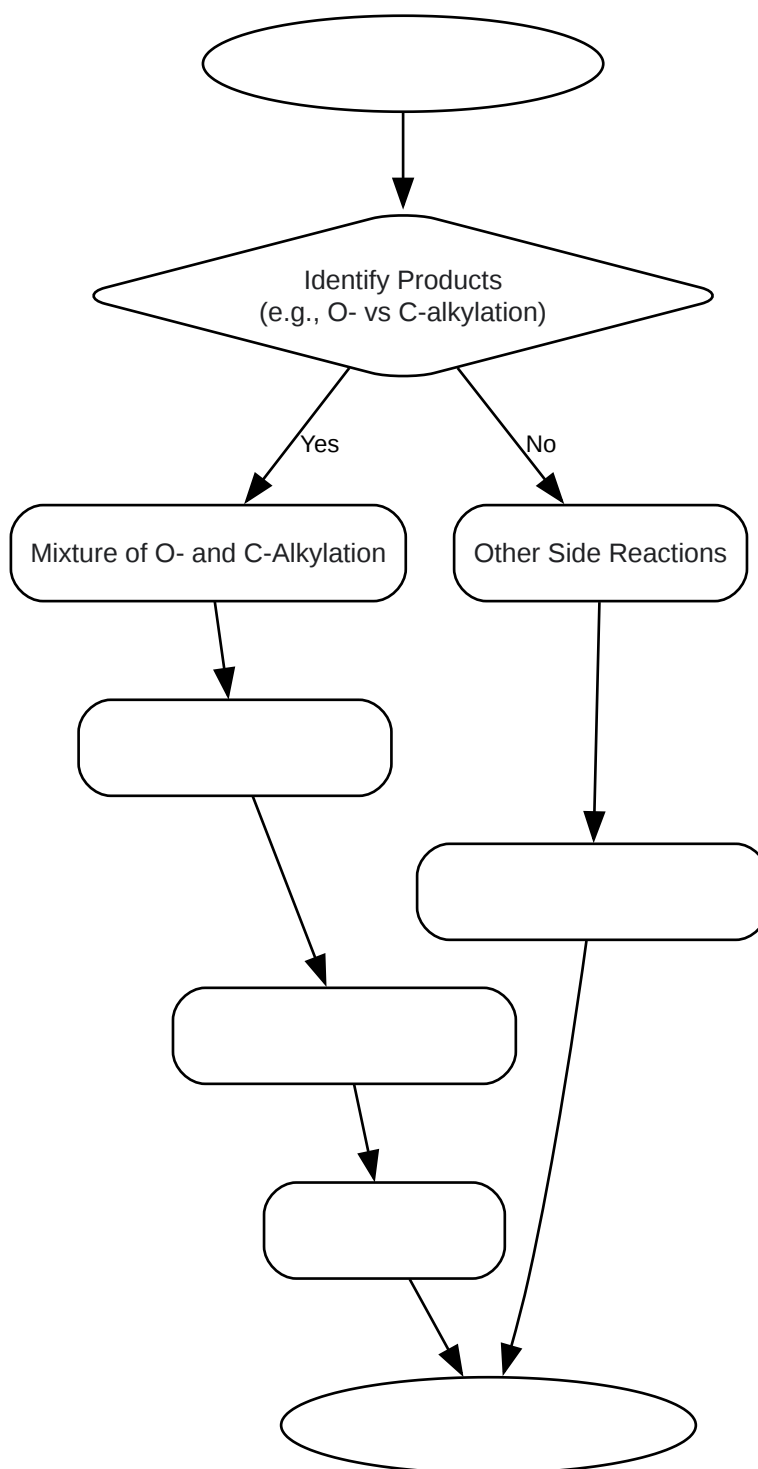 Identify Products
(e.g., O- vs C-alkylation)
Yes
No
Mixture of O- and C-Alkylation
Other Side Reactions